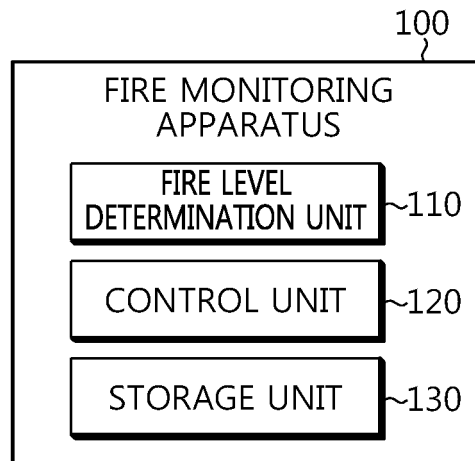 100
FIRE MONITORING
APPARATUS
FIRE LEVEL
DETERMINATION UNIT
110
CONTROL UNIT
120
STORAGE UNIT
130